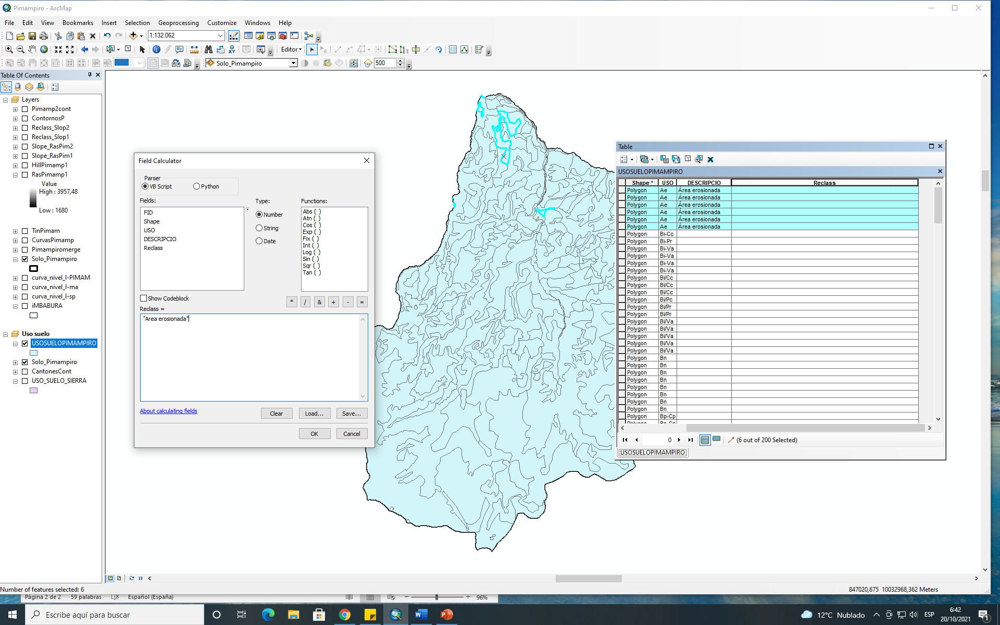 Pimampiro - ArcMap
File Edit View Bookmarks Insert Selection Geoprocessing Customize Windows Help
1:132.062
Editor
100%
Solo_Pimampiro
500
Table Of Contents
Layers
Pimamp2cont
ContornosP
Reclass_Slop2
Reclass_Slop1
Slope_RasPim2
Slope_RasPim1
HillPimamp1
RasPimamp1
Value
High : 3957,48
Low : 1680
TinPimam
CurvasPimamp
Pimampiromerge
Solo_Pimampiro
curva_nivel_l-PIMAM
curva_nivel_l-ma
curva_nivel_l-sp
iMBABURA
Uso suelo
USOSUELOPIMAMPIRO
Solo_Pimampiro
CantonesCont
USO_SUELO_SIERRA
Field Calculator
Parser
VB Script Python
Fields:
FID
Shape
USO
DESCRIPCIO
Reclass
Type:
Number
String
Date
Functions:
Abs ( )
Atn ( )
Cos ( )
Exp ( )
Fix ( )
Int ( )
Log ( )
Sin ( )
Sqr ( )
Tan ( )
Show Codeblock
* / & + - =
Reclass =
"Area erosionada"
About calculating fields
Clear Load... Save...
OK Cancel
Table
USOSUELOPIMAMPIRO
Shape * USO DESCRIPCIO Reclass
Polygon Ae Área erosionada
Polygon Ae Área erosionada
Polygon Ae Área erosionada
Polygon Ae Área erosionada
Polygon Ae Área erosionada
Polygon Ae Área erosionada
Polygon Bi-Cc
Polygon Bi-Pr
Polygon Bi-Va
Polygon Bi-Va
Polygon Bi-Va
Polygon Bi-Va
Polygon Bi/Cc
Polygon Bi/Cc
Polygon Bi/Cc
Polygon Bi/Pc
Polygon Bi/Pr
Polygon Bi/Pr
Polygon Bi/Va
Polygon Bi/Va
Polygon Bi/Va
Polygon Bi/Va
Polygon Bi/Va
Polygon Bn
Polygon Bn
Polygon Bn
Polygon Bn
Polygon Bn
Polygon Bn
Polygon Bn
Polygon Bn
Polygon Bp-Cp
0
(6 out of 200 Selected)
USOSUELOPIMAMPIRO
Number of features selected: 6
847020,675 10032968,362 Meters
Página 2 de 2 59 palabras Español (España) 96%
Escribe aquí para buscar
12°C Nublado
ESP
6:42
20/10/2021
1